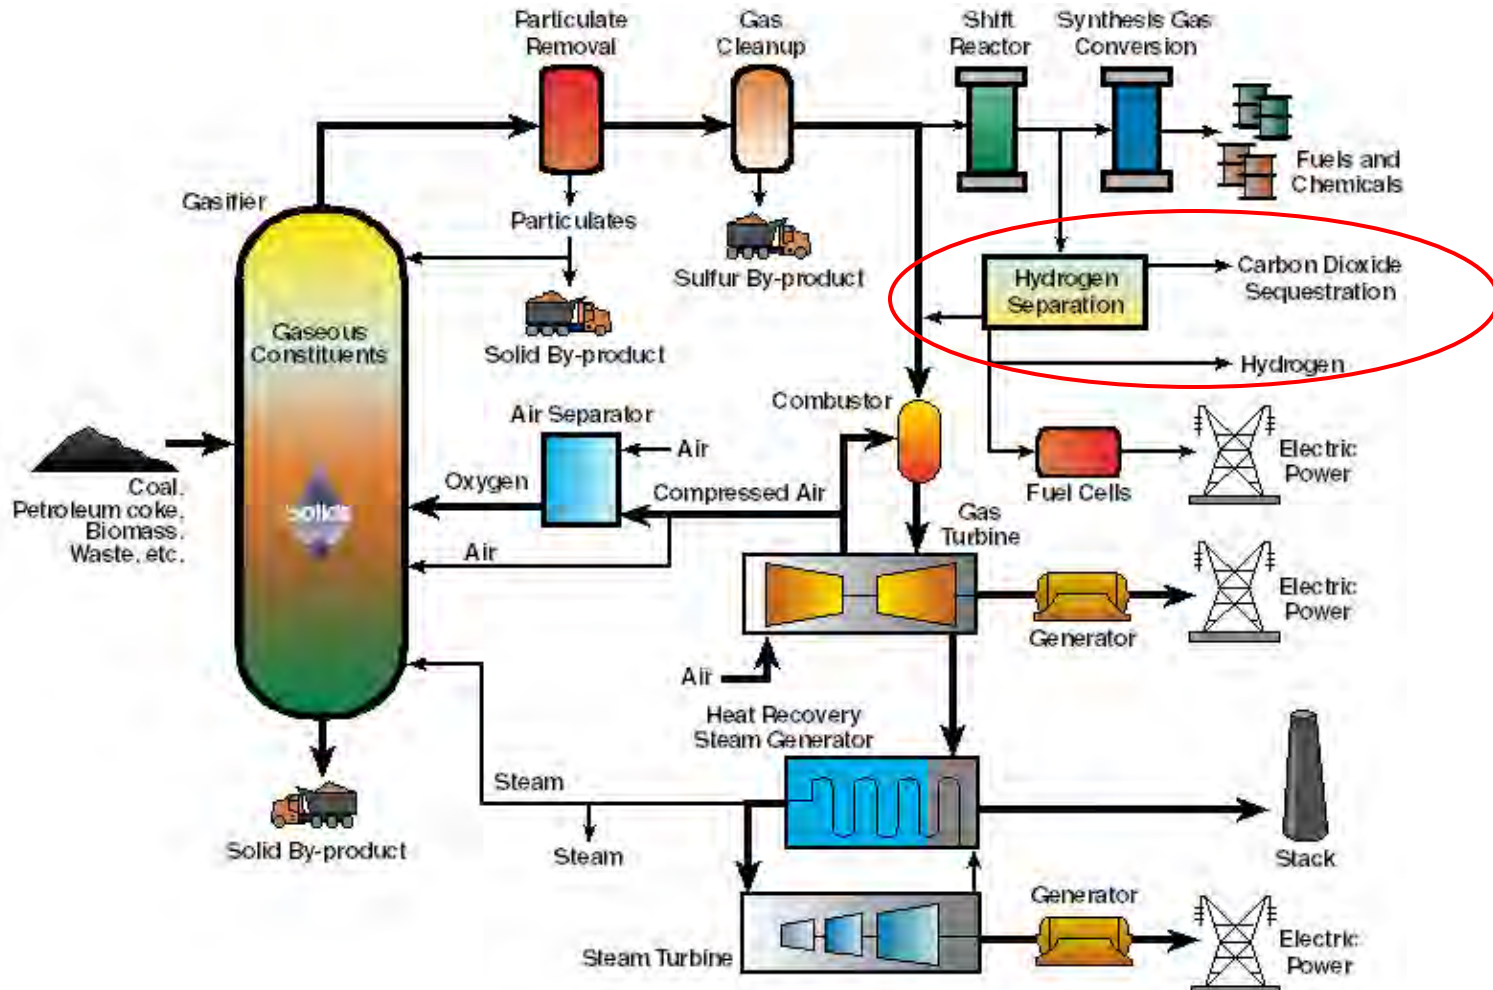 Particulate
Removal
Gas
Cleanup
Shift
Reactor
Synthesis Gas
Conversion
Fuels and
Chemicals
Gasifier
Particulates
Sulfur By-product
Solid By-product
Hydrogen
Separation
Carbon Dioxide
Sequestration
Hydrogen
Gaseous
Constituents
Combustor
Air Separator
Air
Oxygen
Compressed Air
Fuel Cells
Electric
Power
Coal,
Petroleum coke,
Biomass,
Waste, etc.
Solids
Air
Gas
Turbine
Electric
Power
Generator
Air
Heat Recovery
Steam Generator
Steam
Steam
Stack
Solid By-product
Generator
Steam Turbine
Electric
Power